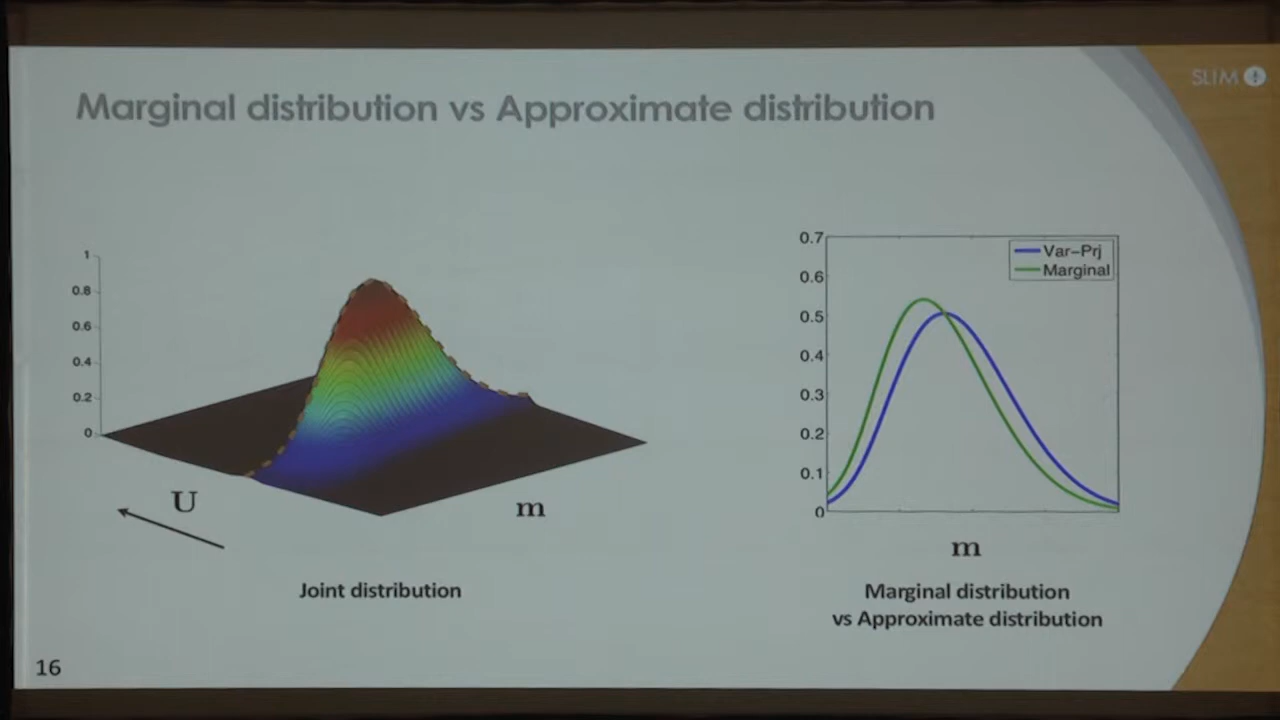 SLIM
Marginal distribution vs Approximate distribution
1
0.8
0.6
0.4
0.2
0
U
m
Joint distribution
0.7
0.6
0.5
0.4
0.3
0.2
0.1
0
Var-Prj
Marginal
m
Marginal distribution
vs Approximate distribution
16